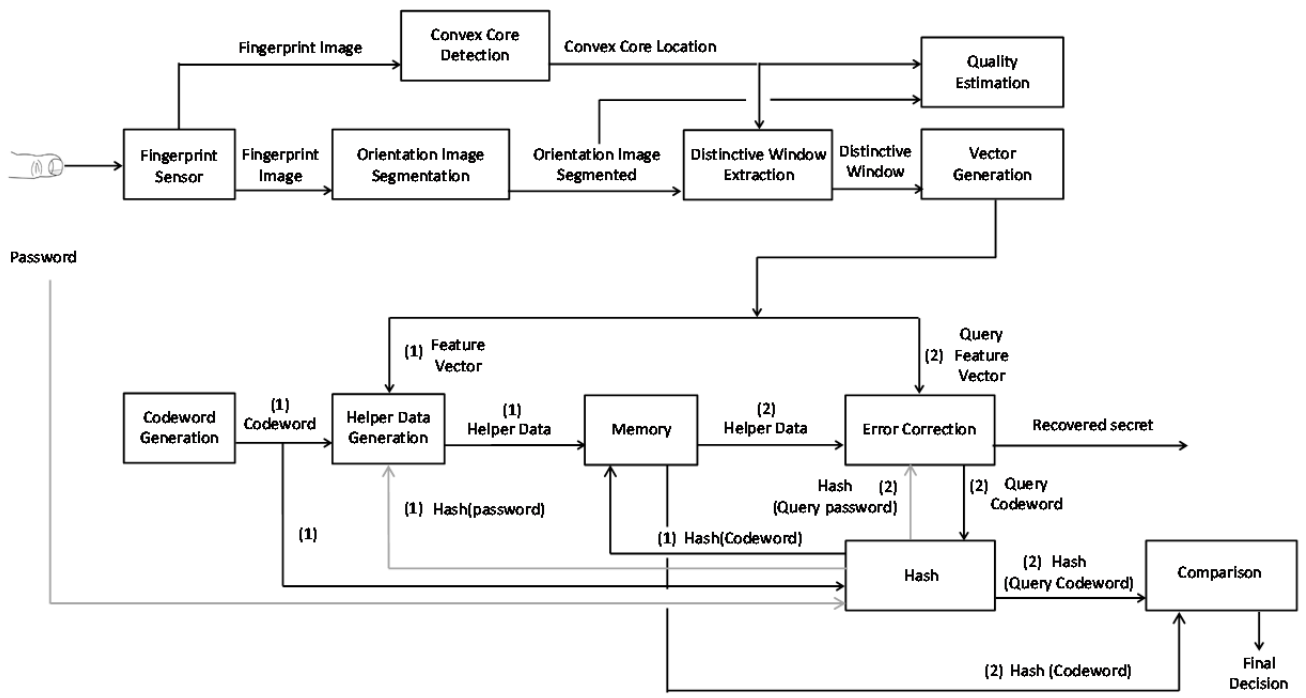 Fingerprint Image
Convex Core
Detection
Convex Core Location
Quality
Estimation
Fingerprint
Sensor
Fingerprint
Image
Orientation Image
Segmentation
Orientation Image
Segmented
Distinctive Window
Extraction
Distinctive
Window
Vector
Generation
Password
(1) Feature
Vector
Query
(2) Feature
Vector
Codeword
Generation
(1)
Codeword
Helper Data
Generation
(1)
Helper Data
Memory
(2)
Helper Data
Error Correction
Recovered secret
(1) Hash(password)
Hash (2)
(Query password)
(2) Query
Codeword
(1)
(1) Hash(Codeword)
Hash
(2) Hash
(Query Codeword)
Comparison
(2) Hash (Codeword)
Final
Decision